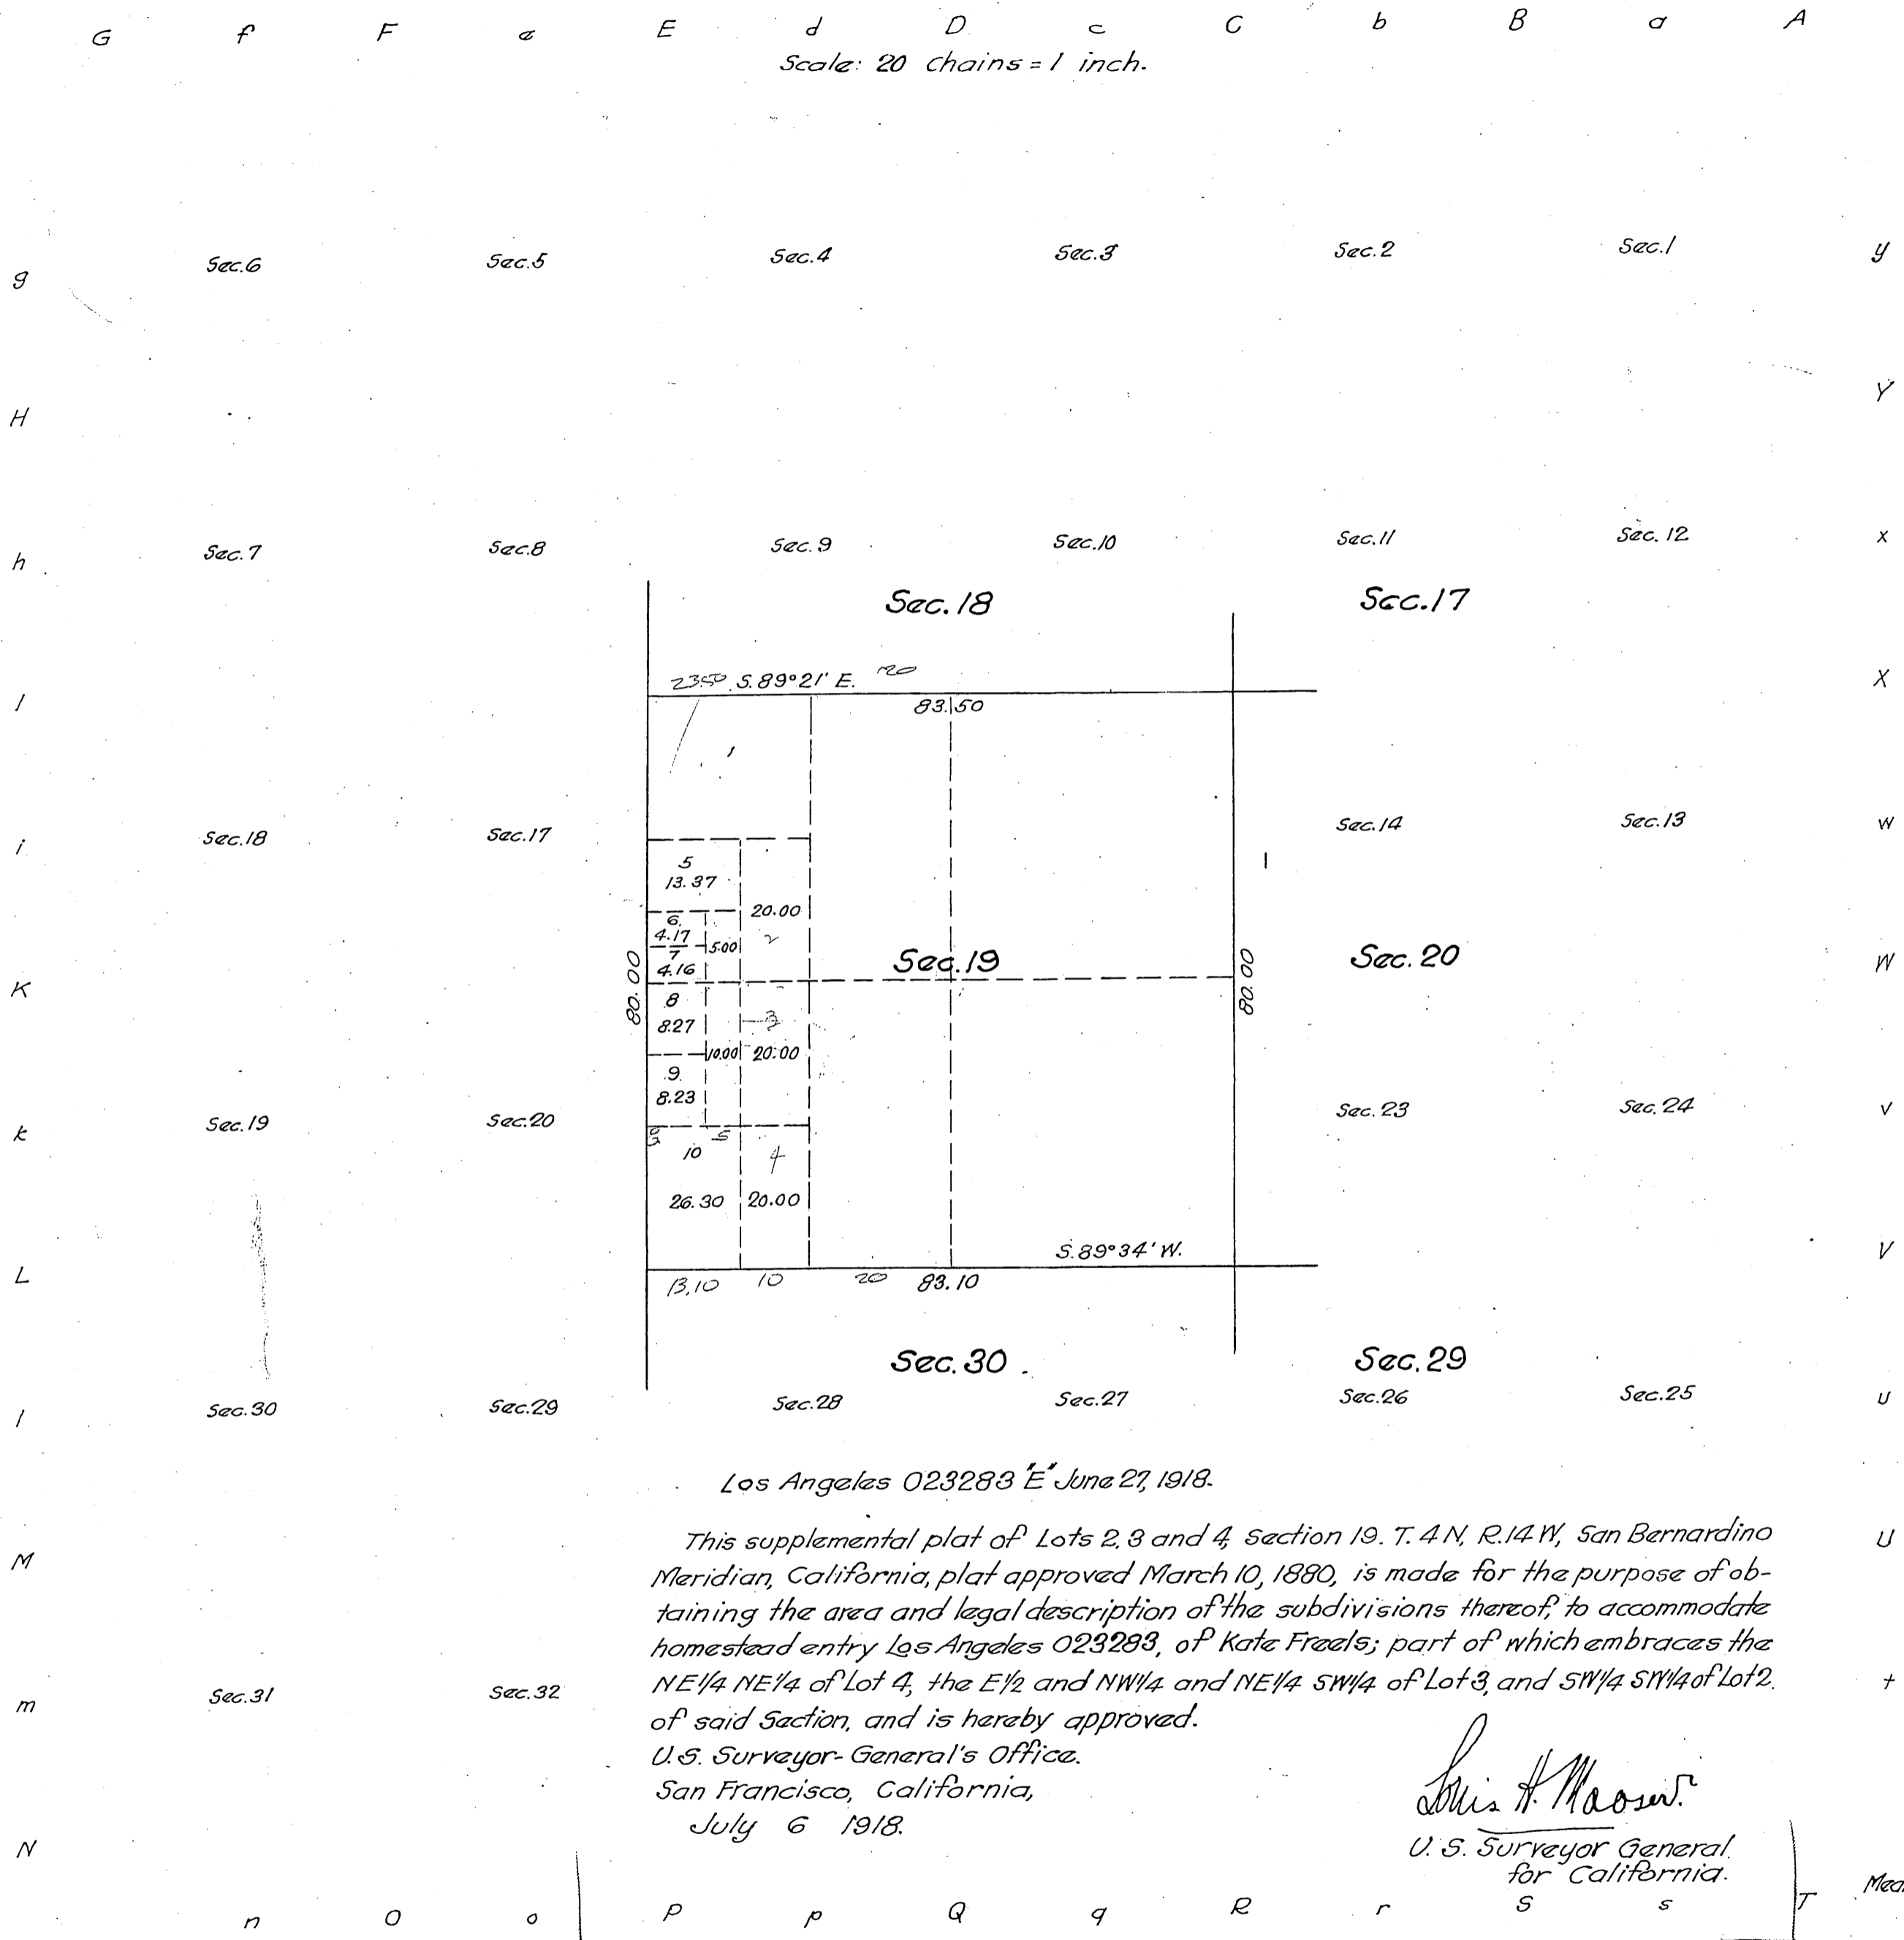 G f F e E d D c C b B a A
Scale: 20 chains = 1 inch.
g Sec.6 Sec.5 Sec.4 Sec.3 Sec.2 Sec.1 y
H Y
h Sec.7 Sec.8 Sec.9 Sec.10 Sec.11 Sec.12 x
Sec.18 Sec.17
23.50 S.89°21' E. 20
I X
83.50
1
i Sec.18 Sec.17 Sec.14 Sec.13 w
5
13.37
20.00
6
4.17 5.00 2
7
4.16
80.00 Sec.19 80.00 Sec.20
K W
8
8.27 3
10.00 20.00
9
8.23
k Sec.19 Sec.20 Sec.23 Sec.24 v
5
10 4
26.30 20.00
S.89°34' W.
L V
13.10 10 20 83.10
Sec.30 Sec.29
l Sec.30 Sec.29 Sec.28 Sec.27 Sec.26 Sec.25 u
Los Angeles 023283 "E" June 27, 1918.
This supplemental plat of Lots 2, 3 and 4, Section 19. T. 4 N., R. 14 W., San Bernardino
M U
Meridian, California, plat approved March 10, 1880, is made for the purpose of ob-
taining the area and legal description of the subdivisions thereof, to accommodate
homestead entry Los Angeles 023283, of Kate Freels; part of which embraces the
NE1/4 NE1/4 of Lot 4, the E1/2 and NW1/4 and NE1/4 SW1/4 of Lot 3, and SW1/4 SW1/4 of Lot 2.
m Sec.31 Sec.32 t
of said Section, and is hereby approved.
U.S. Surveyor-General's Office.
San Francisco, California,
July 6 1918.
Louis H. Mooser.
N
U. S. Surveyor General
for California.
Mea
n O o P p Q q R r S s T